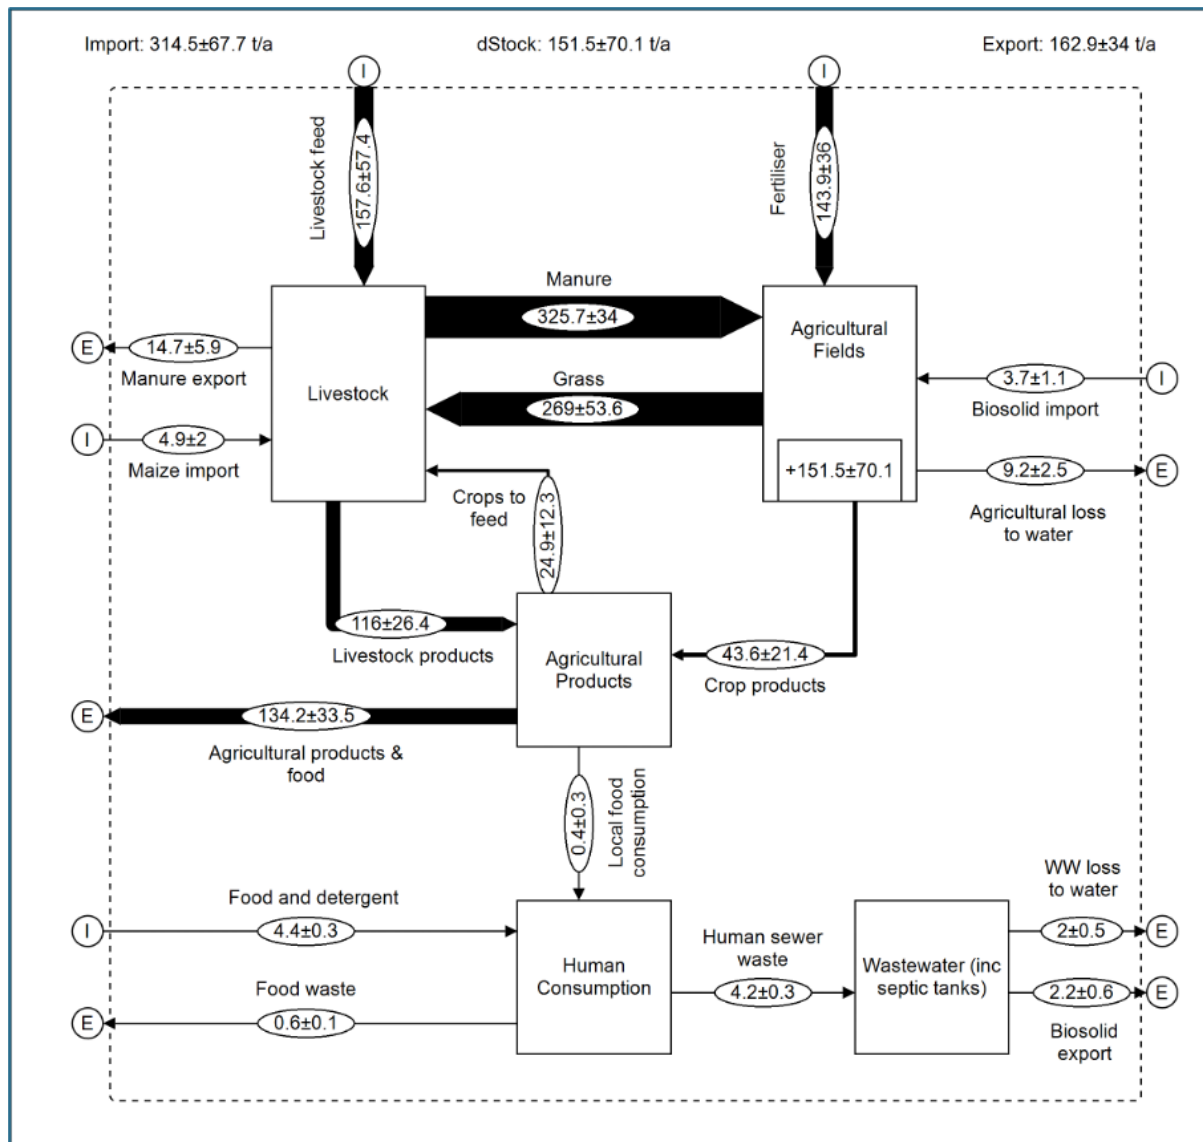 Import: 314.5±67.7 t/a
dStock: 151.5±70.1 t/a
Export: 162.9±34 t/a
I
I
Livestock feed
157.6±57.4
Fertiliser
143.9±36
Manure
325.7±34
Agricultural
Fields
E
14.7±5.9
Manure export
Livestock
Grass
269±53.6
3.7±1.1
I
Biosolid import
I
4.9±2
Maize import
+151.5±70.1
9.2±2.5
E
Agricultural loss
to water
Crops to
feed
24.9±12.3
116±26.4
Livestock products
Agricultural
Products
43.6±21.4
Crop products
E
134.2±33.5
Agricultural products &
food
0.4±0.3
Local food
consumption
Food and detergent
I
4.4±0.3
Food waste
E
0.6±0.1
Human
Consumption
Human sewer
waste
4.2±0.3
Wastewater (inc
septic tanks)
WW loss
to water
2±0.5
E
2.2±0.6
E
Biosolid
export